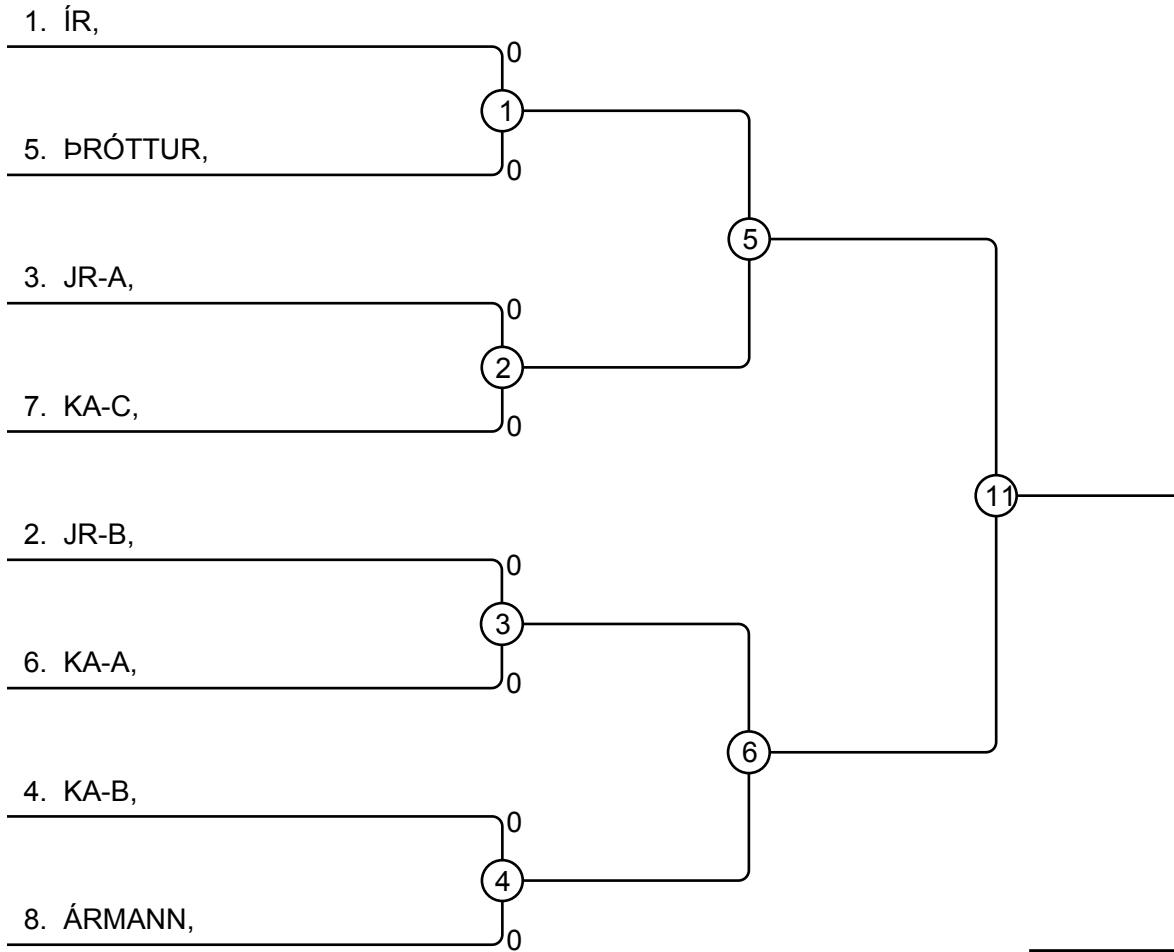 1. ÍR,
0
1
5. ÞRÓTTUR,
0
5
3. JR-A,
0
2
7. KA-C,
0
11
2. JR-B,
0
3
6. KA-A,
0
6
4. KA-B,
0
4
8. ÁRMANN,
0